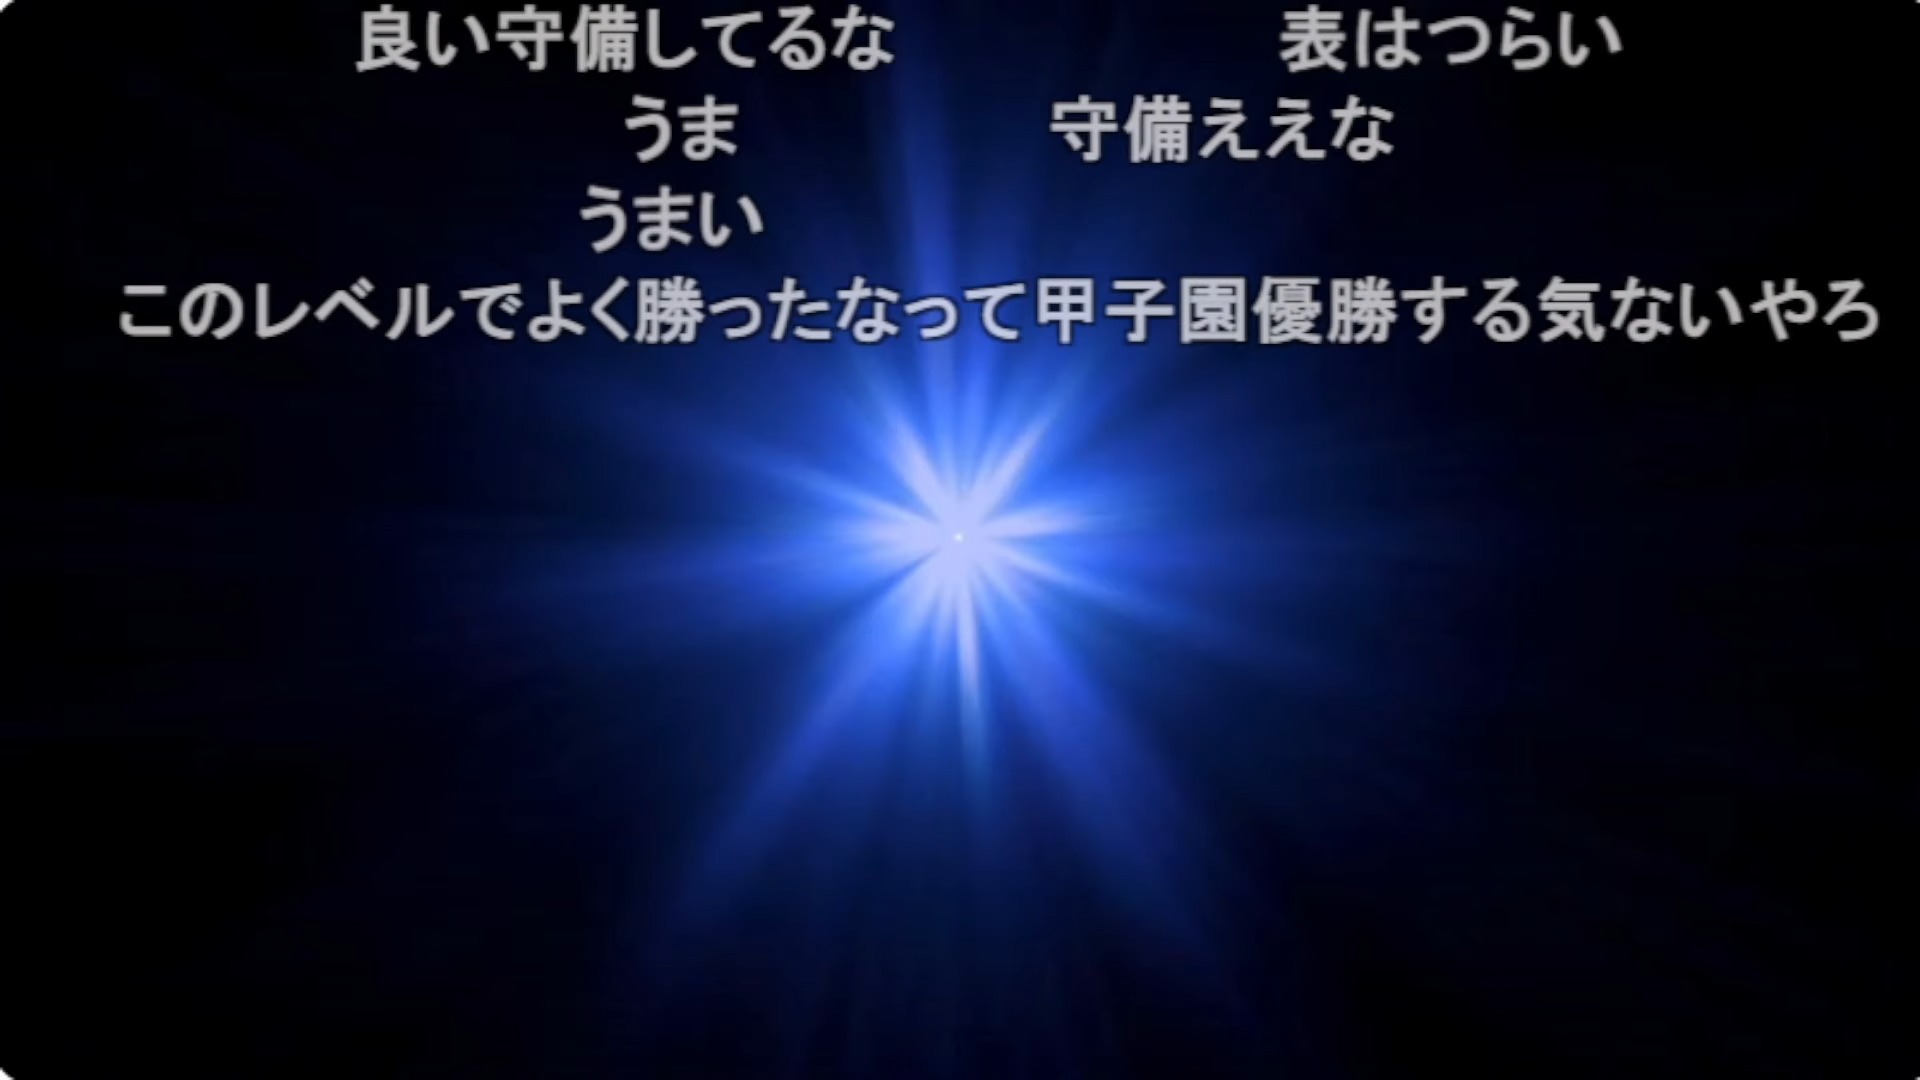 良い守備してるな
表はつらい
うま
守備ええな
うまい
このレベルでよく勝ったなって甲子園優勝する気ないやろ